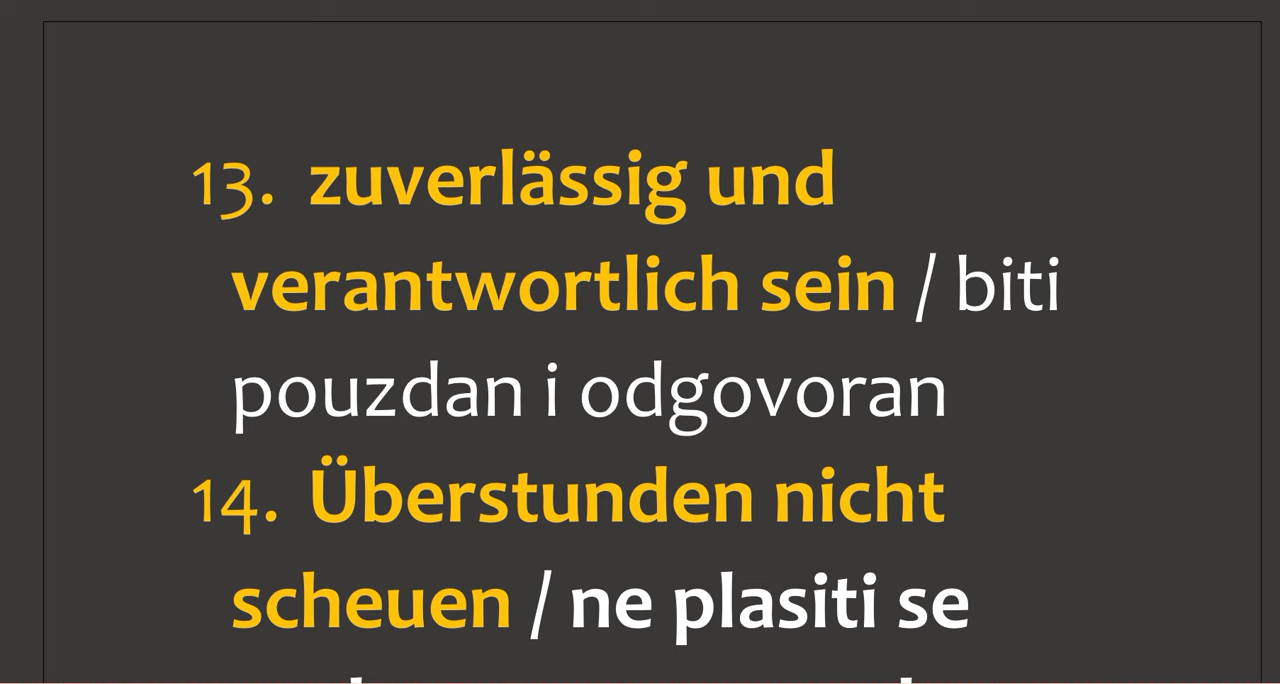 13. zuverlässig und
verantwortlich sein / biti
pouzdan i odgovoran
14. Überstunden nicht
scheuen / ne plasiti se